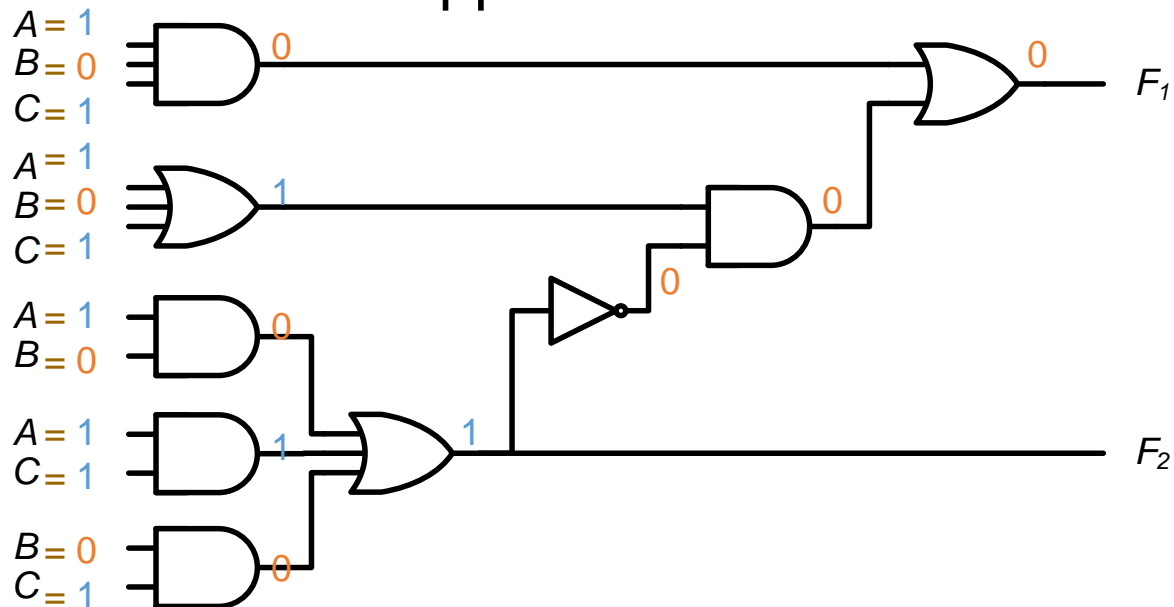 A = 1
B = 0
C = 1
0
0
F1
A = 1
B = 0
C = 1
1
0
0
A = 1
B = 0
0
A = 1
C = 1
1
1
F2
B = 0
C = 1
0